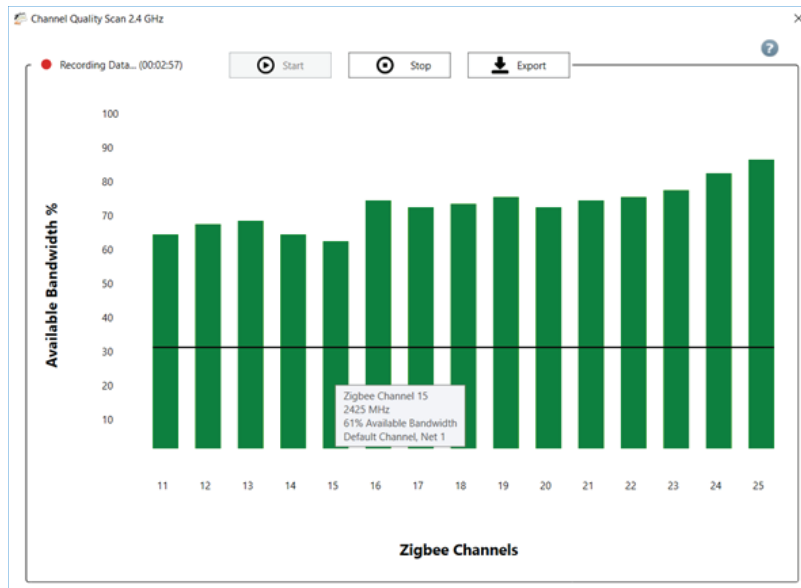 Channel Quality Scan 2.4 GHz
Recording Data... (00:02:57)
Start
Stop
Export
?
Available Bandwidth %
100
90
80
70
60
50
40
30
20
10
Zigbee Channel 15
2425 MHz
61% Available Bandwidth
Default Channel, Net 1
11 12 13 14 15 16 17 18 19 20 21 22 23 24 25
Zigbee Channels